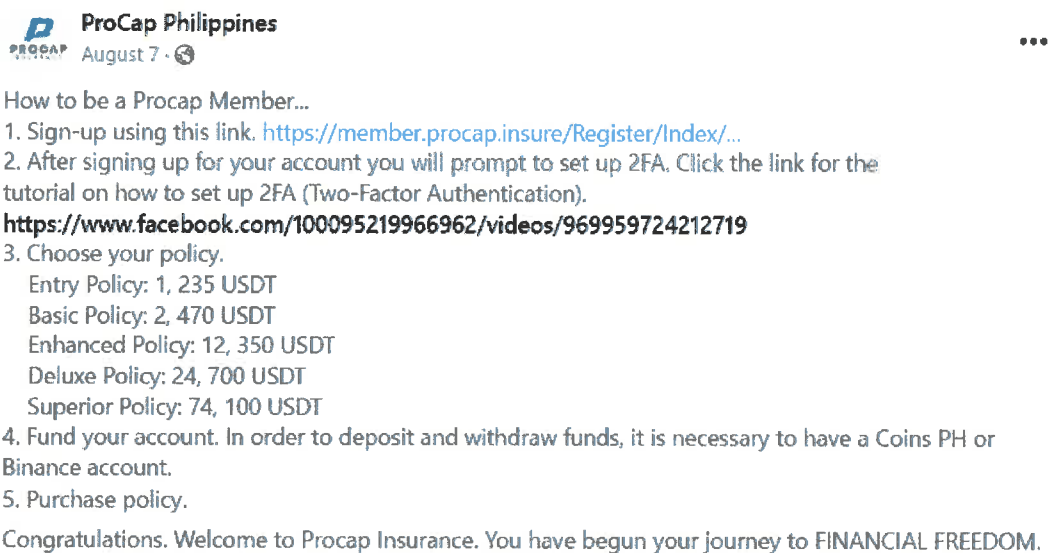 ProCap Philippines
PROCAP
August 7 ·
How to be a Procap Member...
1. Sign-up using this link. https://member.procap.insure/Register/Index/...
2. After signing up for your account you will prompt to set up 2FA. Click the link for the
tutorial on how to set up 2FA (Two-Factor Authentication).
https://www.facebook.com/100095219966962/videos/969959724212719
3. Choose your policy.
Entry Policy: 1, 235 USDT
Basic Policy: 2, 470 USDT
Enhanced Policy: 12, 350 USDT
Deluxe Policy: 24, 700 USDT
Superior Policy: 74, 100 USDT
4. Fund your account. In order to deposit and withdraw funds, it is necessary to have a Coins PH or
Binance account.
5. Purchase policy.
Congratulations. Welcome to Procap Insurance. You have begun your journey to FINANCIAL FREEDOM.